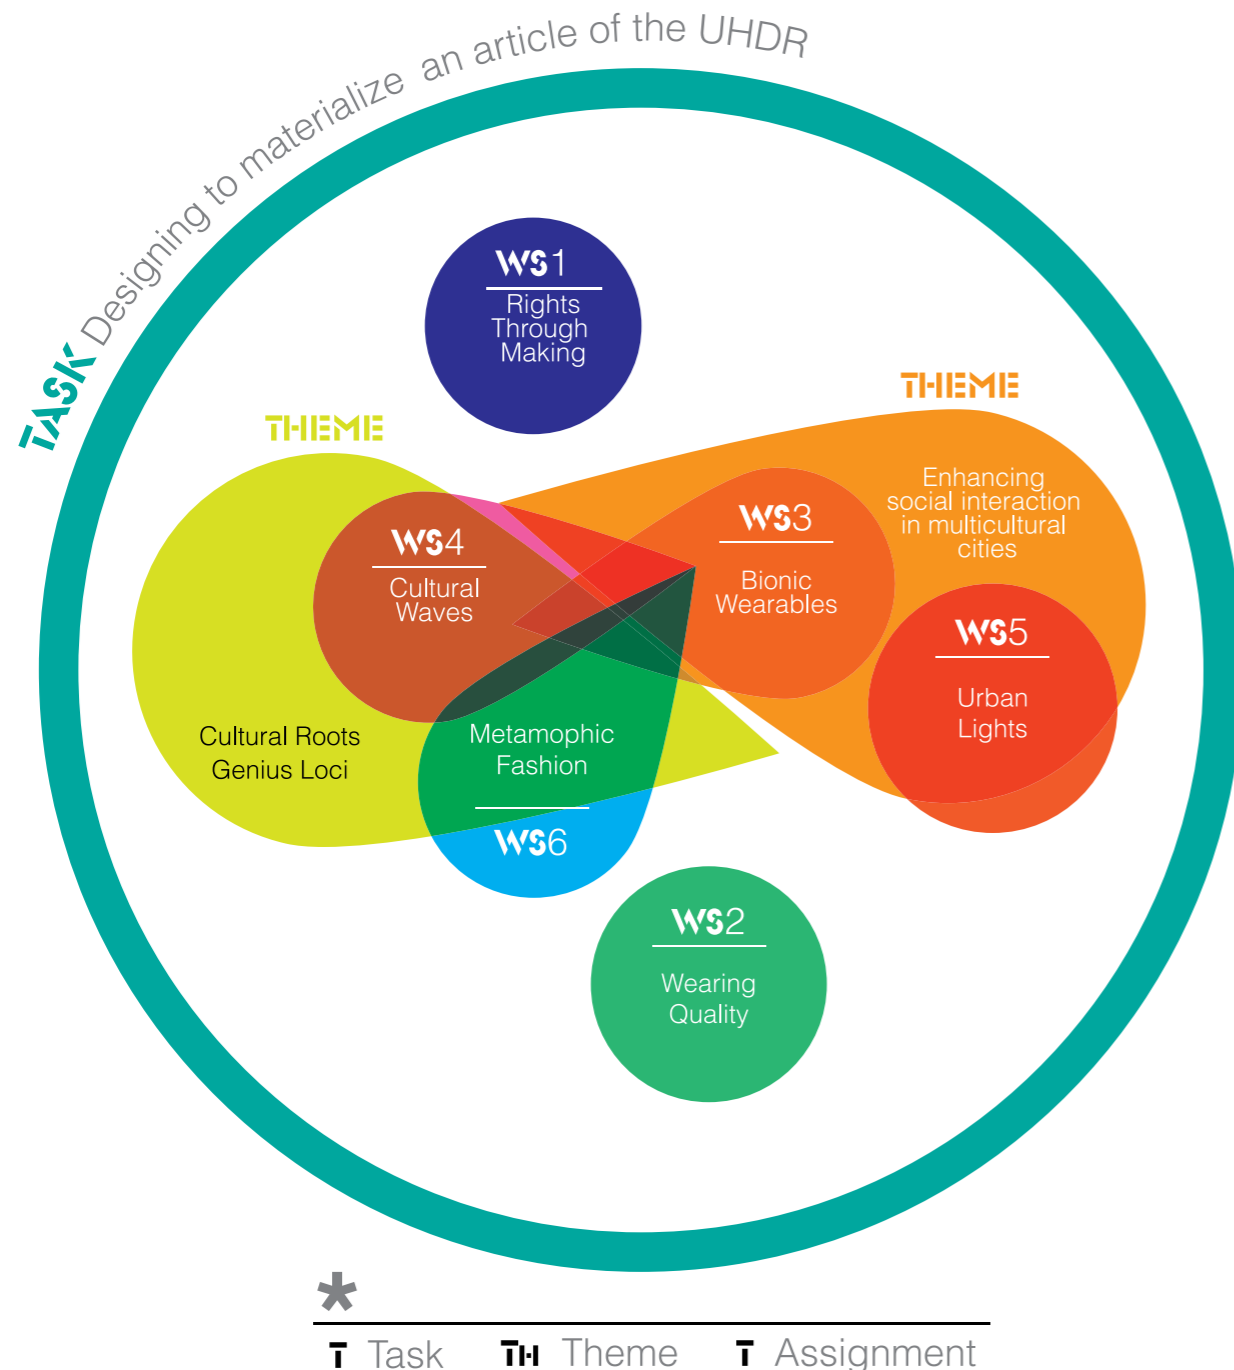 TASK Designing to materialize an article of the UHDR
WS1
Rights
Through
Making
THEME
THEME
Enhancing
social interaction
in multicultural
cities
WS3
Bionic
Wearables
WS4
Cultural
Waves
WS5
Urban
Lights
Cultural Roots
Genius Loci
Metamophic
Fashion
WS6
WS2
Wearing
Quality
*
T Task TH Theme T Assignment